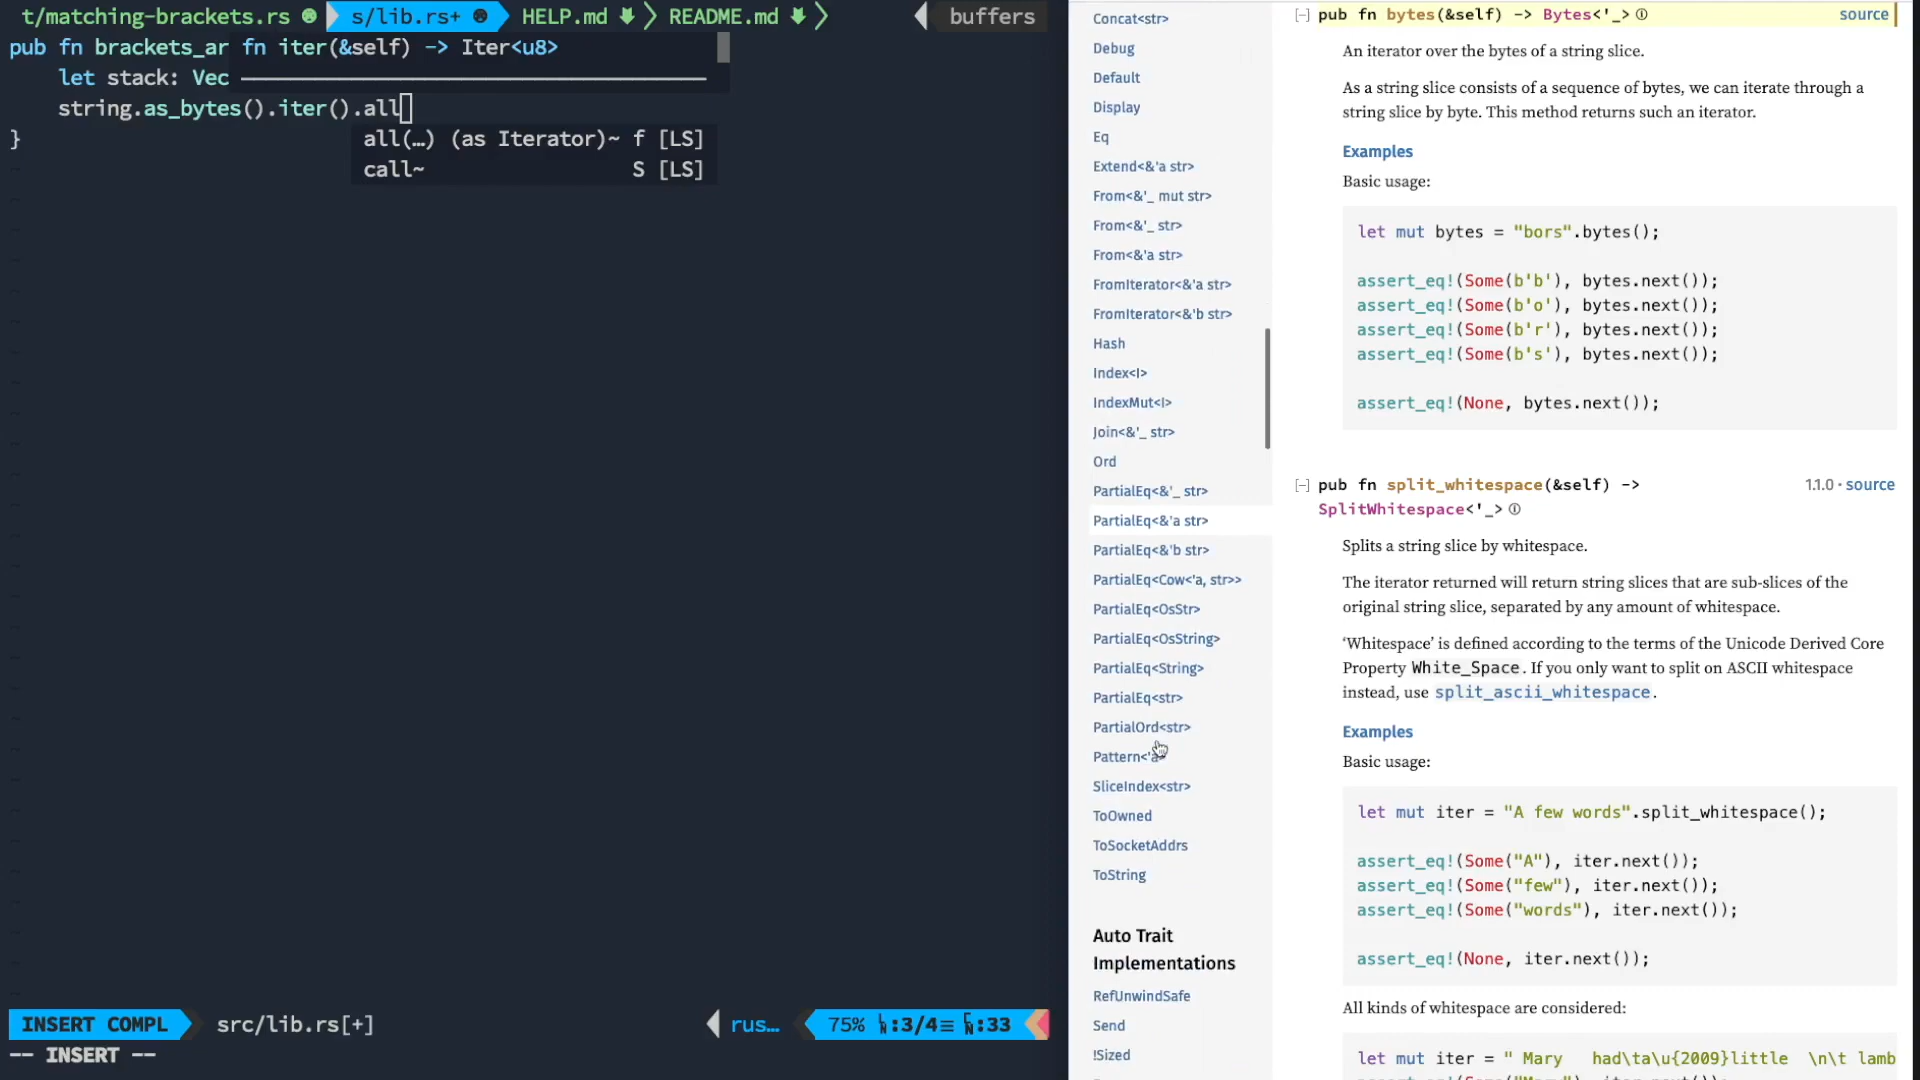 t/matching-brackets.rs s/lib.rs+ HELP.md README.md buffers
pub fn brackets_ar fn iter(&self) -> Iter<u8>
let stack: Vec
string.as_bytes().iter().all
all(…) (as Iterator)~ f [LS]
call~ S [LS]
}
INSERT COMPL src/lib.rs[+] rus… 75% :3/4≡ :33
-- INSERT --
Concat<str>
Debug
Default
Display
Eq
Extend<&'a str>
From<&'_ mut str>
From<&'_ str>
From<&'a str>
FromIterator<&'a str>
FromIterator<&'b str>
Hash
Index<I>
IndexMut<I>
Join<&'_ str>
Ord
PartialEq<&'_ str>
PartialEq<&'a str>
PartialEq<&'b str>
PartialEq<Cow<'a, str>>
PartialEq<OsStr>
PartialEq<OsString>
PartialEq<String>
PartialEq<str>
PartialOrd<str>
Pattern<'a>
SliceIndex<str>
ToOwned
ToSocketAddrs
ToString
Auto Trait
Implementations
RefUnwindSafe
Send
!Sized
[-] pub fn bytes(&self) -> Bytes<'_> ⓘ source
An iterator over the bytes of a string slice.
As a string slice consists of a sequence of bytes, we can iterate through a
string slice by byte. This method returns such an iterator.
Examples
Basic usage:
let mut bytes = "bors".bytes();
assert_eq!(Some(b'b'), bytes.next());
assert_eq!(Some(b'o'), bytes.next());
assert_eq!(Some(b'r'), bytes.next());
assert_eq!(Some(b's'), bytes.next());
assert_eq!(None, bytes.next());
[-] pub fn split_whitespace(&self) -> 1.1.0 · source
SplitWhitespace<'_> ⓘ
Splits a string slice by whitespace.
The iterator returned will return string slices that are sub-slices of the
original string slice, separated by any amount of whitespace.
‘Whitespace’ is defined according to the terms of the Unicode Derived Core
Property White_Space. If you only want to split on ASCII whitespace
instead, use split_ascii_whitespace.
Examples
Basic usage:
let mut iter = "A few words".split_whitespace();
assert_eq!(Some("A"), iter.next());
assert_eq!(Some("few"), iter.next());
assert_eq!(Some("words"), iter.next());
assert_eq!(None, iter.next());
All kinds of whitespace are considered:
let mut iter = " Mary   had\ta\u{2009}little  \n\t lamb